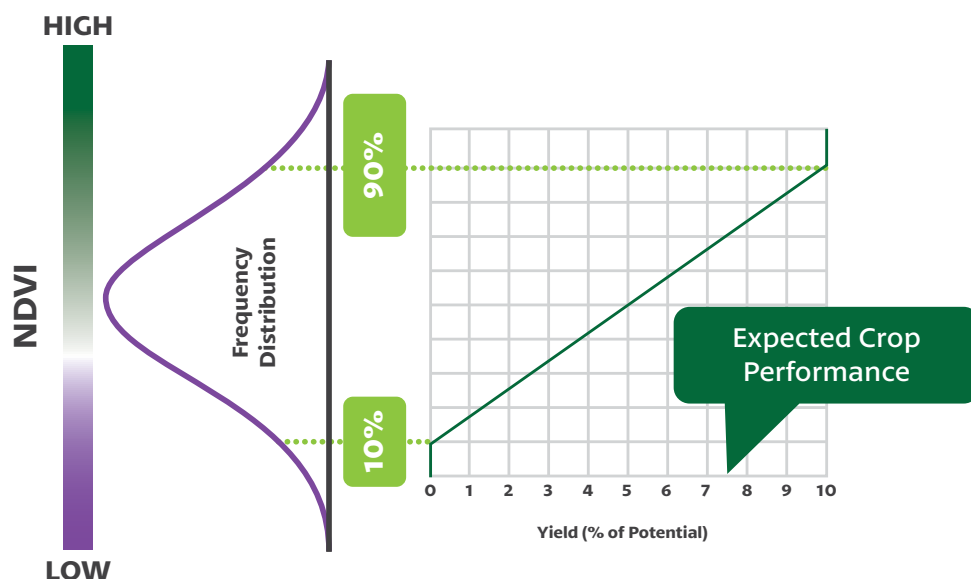 HIGH
NDVI
LOW
Frequency
Distribution
90%
10%
Expected Crop
Performance
0 1 2 3 4 5 6 7 8 9 10
Yield (% of Potential)